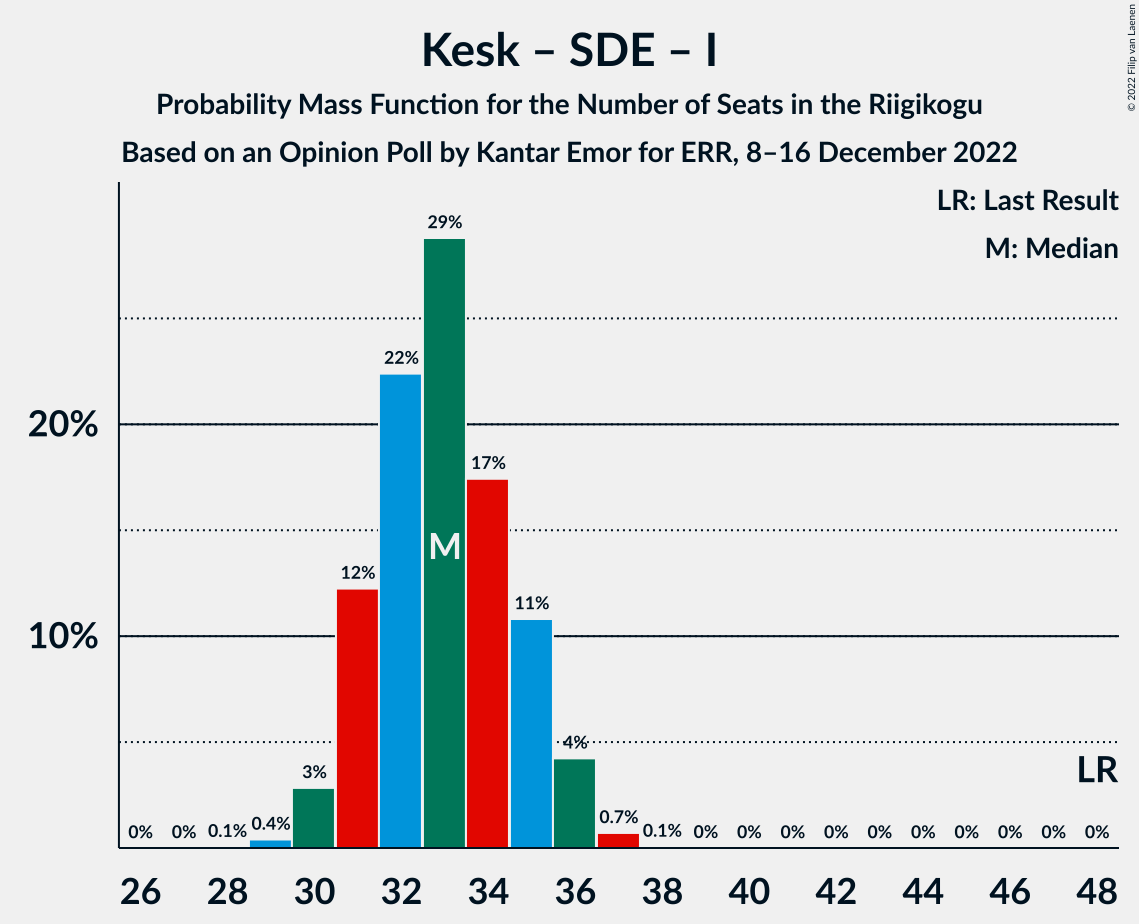 Kesk – SDE – I
Probability Mass Function for the Number of Seats in the Riigikogu
Based on an Opinion Poll by Kantar Emor for ERR, 8–16 December 2022
© 2022 Filip van Laenen
LR: Last Result
M: Median
20%
10%
0% 0% 0.1% 0.4% 3% 12% 22% 29% 17% 11% 4% 0.7% 0.1% 0% 0% 0% 0% 0% 0% 0% 0% 0% 0%
M
LR
26 28 30 32 34 36 38 40 42 44 46 48